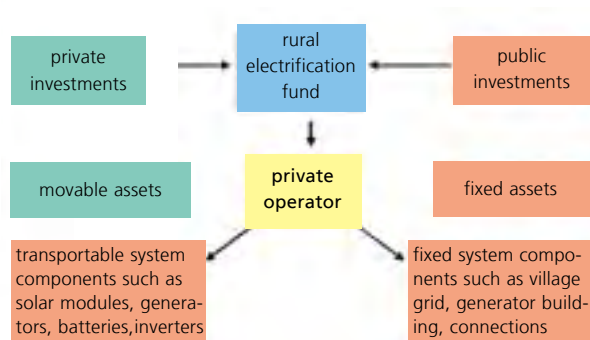 private
investments
rural
electrification
fund
public
investments
movable assets
private
operator
fixed assets
transportable system
components such as
solar modules, genera-
tors, batteries,inverters
fixed system compo-
nents such as village
grid, generator build-
ing, connections